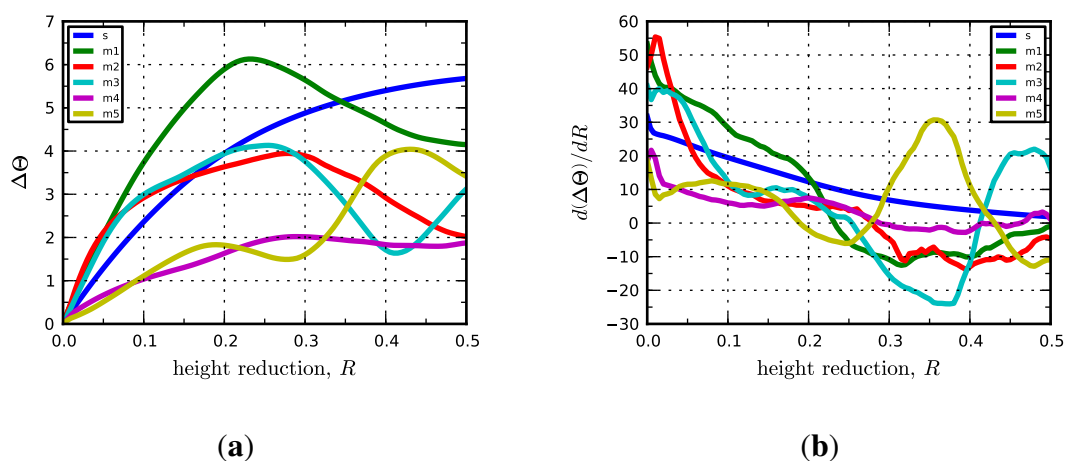 7
6
5
4
3
2
1
0
ΔΘ
s
m1
m2
m3
m4
m5
0.0 0.1 0.2 0.3 0.4 0.5
height reduction, R
(a)
60
50
40
30
20
10
0
−10
−20
−30
d(ΔΘ)/dR
s
m1
m2
m3
m4
m5
0.0 0.1 0.2 0.3 0.4 0.5
height reduction, R
(b)